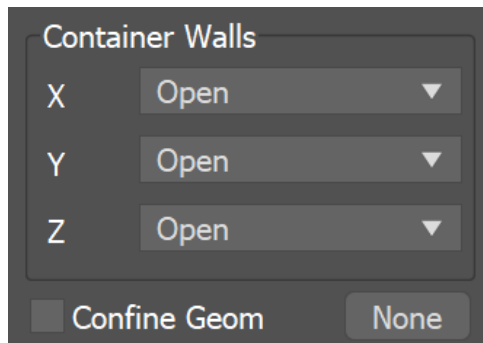 Container Walls
X Open
Y Open
Z Open
Confine Geom None